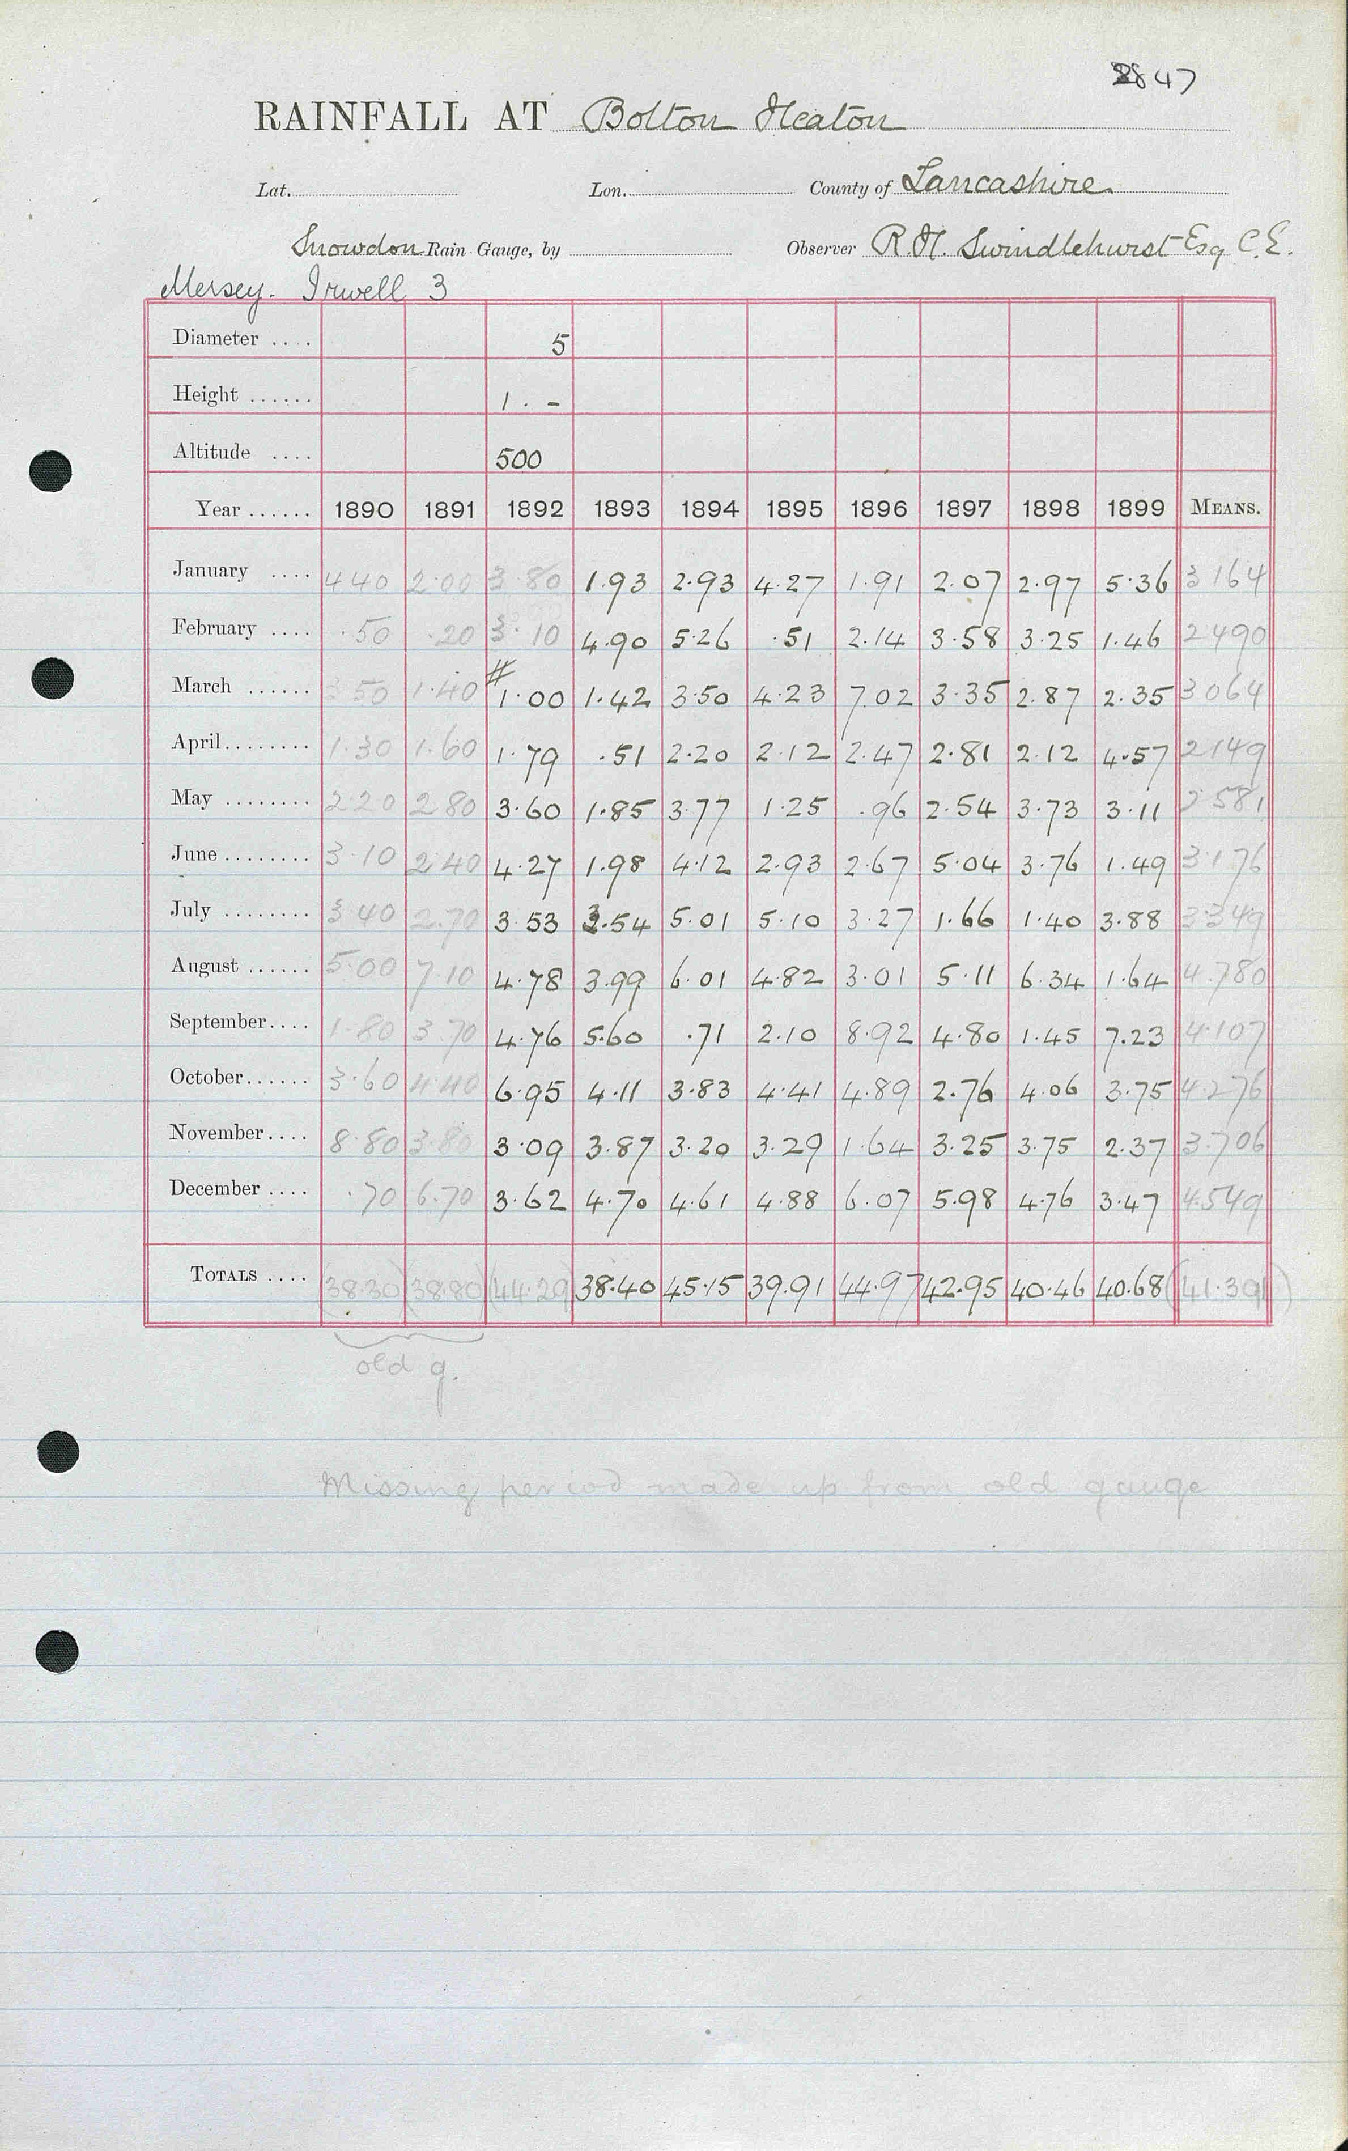 2847
RAINFALL AT Bolton Heaton
Lat. Lon. County of Lancashire.
Snowdon Rain Gauge, by Observer R.H. Swindlehurst Esq C.E.
Mersey. Irwell 3
Diameter .... 5
Height ...... 1 . -
Altitude .... 500
Year ...... 1890 1891 1892 1893 1894 1895 1896 1897 1898 1899 MEANS.
January .... 4.40 2.00 3.80 1.93 2.93 4.27 1.91 2.07 2.97 5.36 3.164
February .... .50 .20 3.10 4.90 5.26 .51 2.14 3.58 3.25 1.46 2.490
March ...... 3.50 1.40 # 1.00 1.42 3.50 4.23 7.02 3.35 2.87 2.35 3.064
April ........ 1.30 1.60 1.79 .51 2.20 2.12 2.47 2.81 2.12 4.57 2.149
May ........ 2.20 2.80 3.60 1.85 3.77 1.25 .96 2.54 3.73 3.11 2.581
June ........ 3.10 2.40 4.27 1.98 4.12 2.93 2.67 5.04 3.76 1.49 3.176
July ........ 3.40 2.70 3.53 3.54 5.01 5.10 3.27 1.66 1.40 3.88 3.349
August ...... 5.00 7.10 4.78 3.99 6.01 4.82 3.01 5.11 6.34 1.64 4.780
September .... 1.80 3.70 4.76 5.60 .71 2.10 8.92 4.80 1.45 7.23 4.107
October ...... 3.60 4.40 6.95 4.11 3.83 4.41 4.89 2.76 4.06 3.75 4.276
November .... 8.80 3.80 3.09 3.87 3.20 3.29 1.64 3.25 3.75 2.37 3.706
December .... .70 6.70 3.62 4.70 4.61 4.88 6.07 5.98 4.76 3.47 4.549
TOTALS .... (38.30) (38.80) (44.29) 38.40 45.15 39.91 44.97 42.95 40.46 40.68 (41.391)
old g.
Missing period made up from old gauge